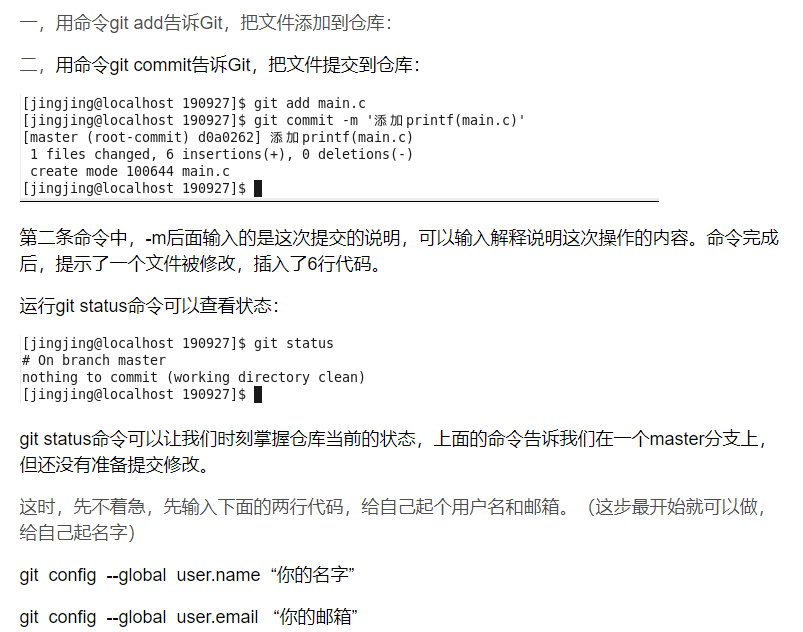 一，用命令git add告诉Git，把文件添加到仓库：
二，用命令git commit告诉Git，把文件提交到仓库：
[jingjing@localhost 190927]$ git add main.c
[jingjing@localhost 190927]$ git commit -m '添加printf(main.c)'
[master (root-commit) d0a0262] 添加printf(main.c)
 1 files changed, 6 insertions(+), 0 deletions(-)
 create mode 100644 main.c
[jingjing@localhost 190927]$
第二条命令中，-m后面输入的是这次提交的说明，可以输入解释说明这次操作的内容。命令完成
后，提示了一个文件被修改，插入了6行代码。
运行git status命令可以查看状态：
[jingjing@localhost 190927]$ git status
# On branch master
nothing to commit (working directory clean)
[jingjing@localhost 190927]$
git status命令可以让我们时刻掌握仓库当前的状态，上面的命令告诉我们在一个master分支上，
但还没有准备提交修改。
这时，先不着急，先输入下面的两行代码，给自己起个用户名和邮箱。（这步最开始就可以做，
给自己起名字）
git  config  --global  user.name  “你的名字”
git  config  --global  user.email   “你的邮箱”